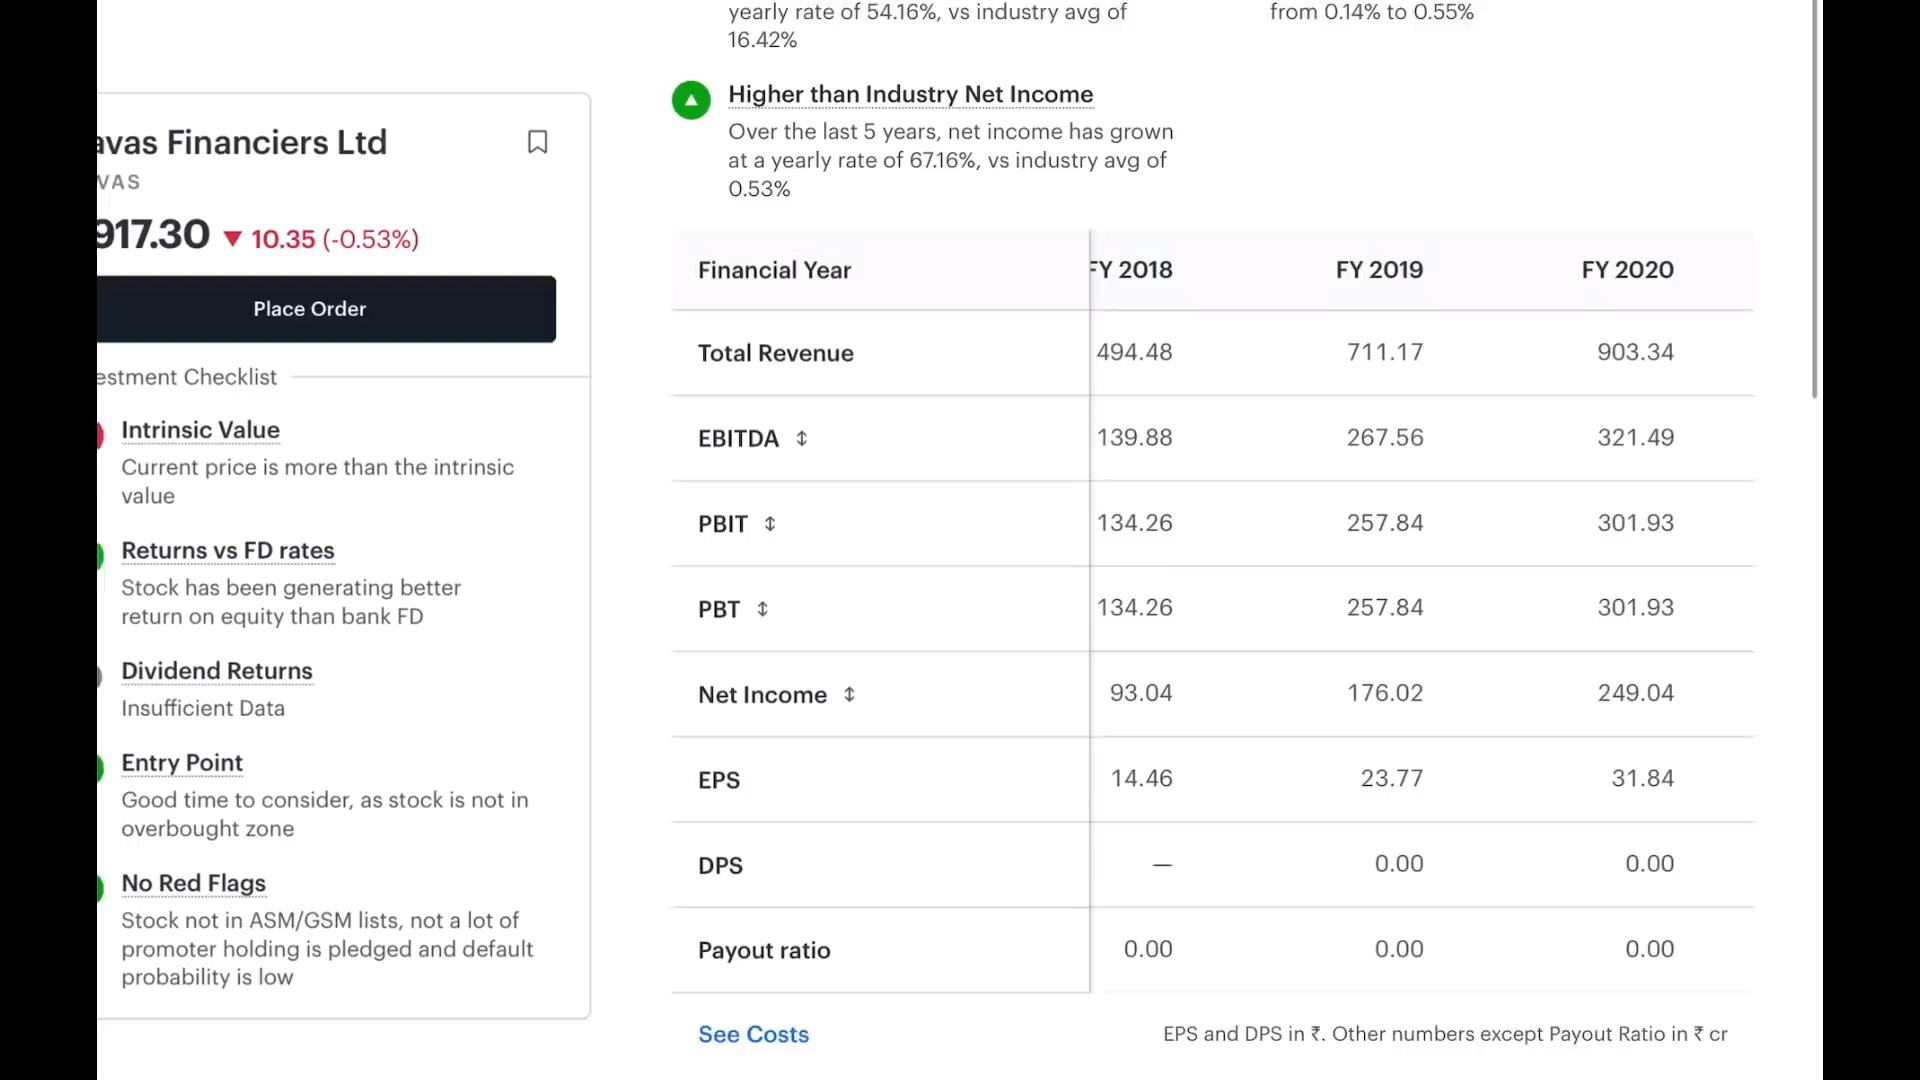 yearly rate of 54.16%, vs industry avg of
16.42%
from 0.14% to 0.55%
Higher than Industry Net Income
Over the last 5 years, net income has grown
at a yearly rate of 67.16%, vs industry avg of
0.53%
avas Financiers Ltd
VAS
917.30 ▼ 10.35 (-0.53%)
Place Order
estment Checklist
Intrinsic Value
Current price is more than the intrinsic
value
Returns vs FD rates
Stock has been generating better
return on equity than bank FD
Dividend Returns
Insufficient Data
Entry Point
Good time to consider, as stock is not in
overbought zone
No Red Flags
Stock not in ASM/GSM lists, not a lot of
promoter holding is pledged and default
probability is low
Financial Year FY 2018 FY 2019 FY 2020
Total Revenue 494.48 711.17 903.34
EBITDA 139.88 267.56 321.49
PBIT 134.26 257.84 301.93
PBT 134.26 257.84 301.93
Net Income 93.04 176.02 249.04
EPS 14.46 23.77 31.84
DPS — 0.00 0.00
Payout ratio 0.00 0.00 0.00
See Costs
EPS and DPS in ₹. Other numbers except Payout Ratio in ₹ cr